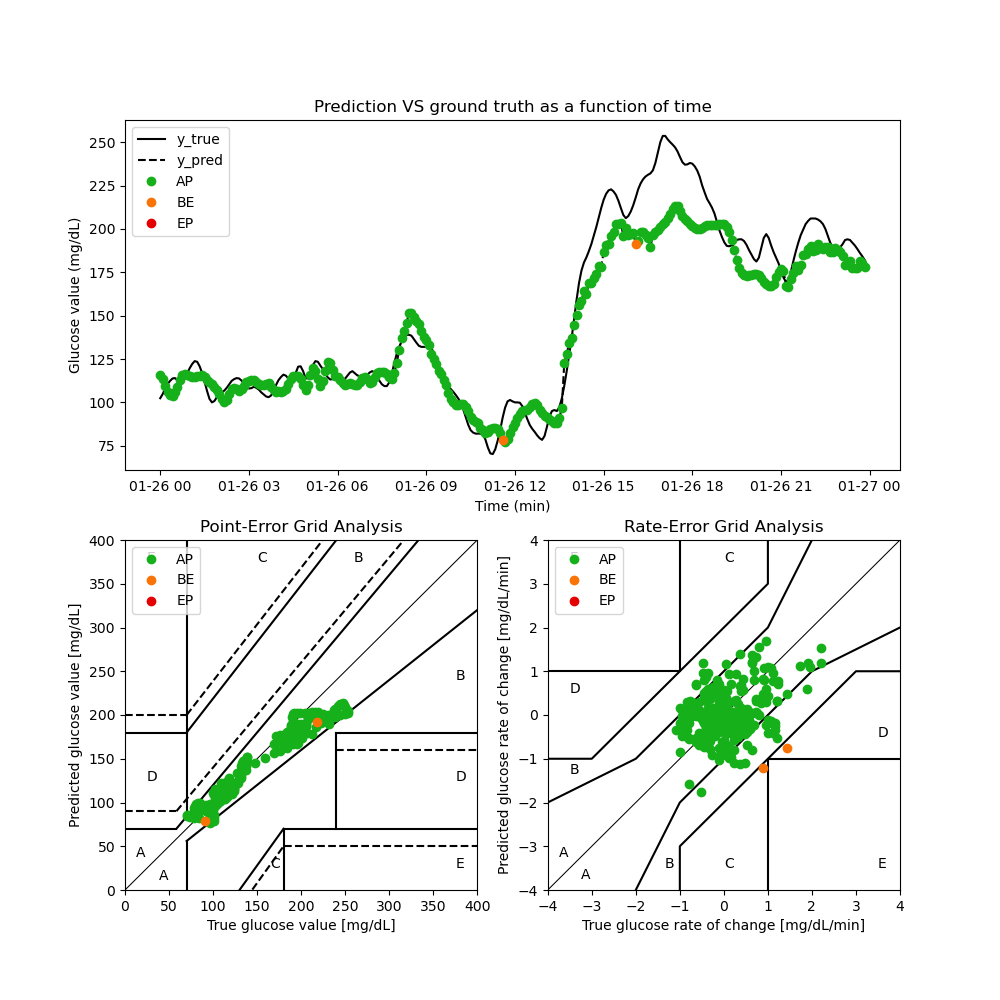 Prediction VS ground truth as a function of time
Glucose value (mg/dL)
250
225
200
175
150
125
100
75
y_true
y_pred
AP
BE
EP
01-26 00 01-26 03 01-26 06 01-26 09 01-26 12 01-26 15 01-26 18 01-26 21 01-27 00
Time (min)
Point-Error Grid Analysis
Predicted glucose value [mg/dL]
400
350
300
250
200
150
100
50
0
AP
BE
EP
C
B
B
D
D
A
A
C
E
0 50 100 150 200 250 300 350 400
True glucose value [mg/dL]
Rate-Error Grid Analysis
Predicted glucose rate of change [mg/dL/min]
4
3
2
1
0
−1
−2
−3
−4
AP
BE
EP
C
D
D
B
A
A
B
C
E
−4 −3 −2 −1 0 1 2 3 4
True glucose rate of change [mg/dL/min]